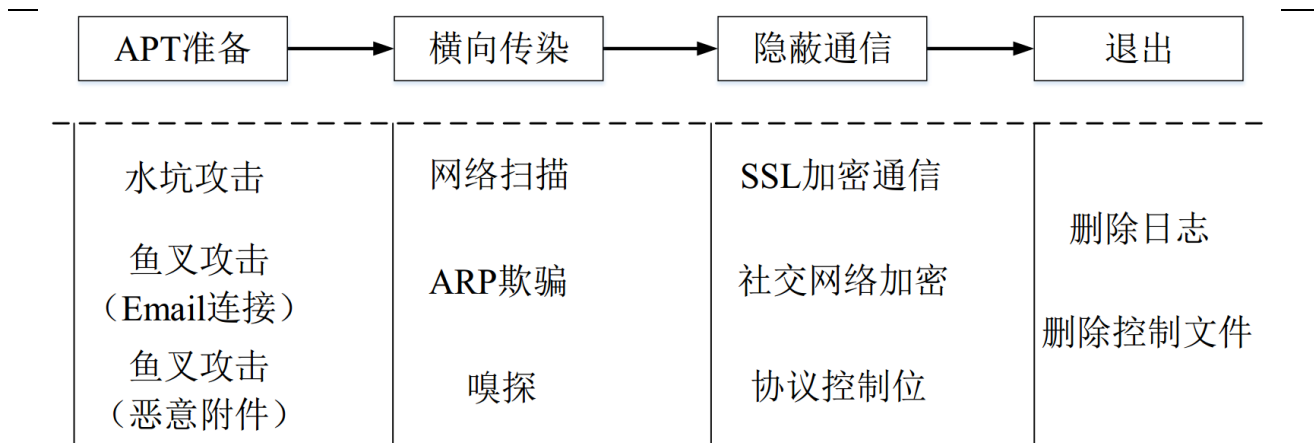 APT准备
横向传染
隐蔽通信
退出
水坑攻击
鱼叉攻击
（Email连接）
鱼叉攻击
（恶意附件）
网络扫描
ARP欺骗
嗅探
SSL加密通信
社交网络加密
协议控制位
删除日志
删除控制文件